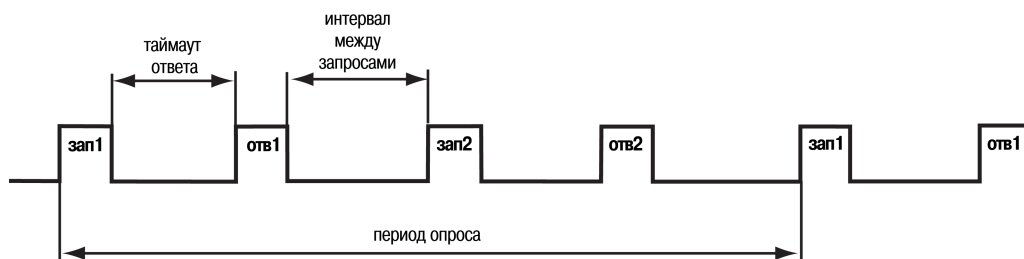 таймаут
ответа
интервал
между
запросами
зап1
отв1
зап2
отв2
зап1
отв1
период опроса